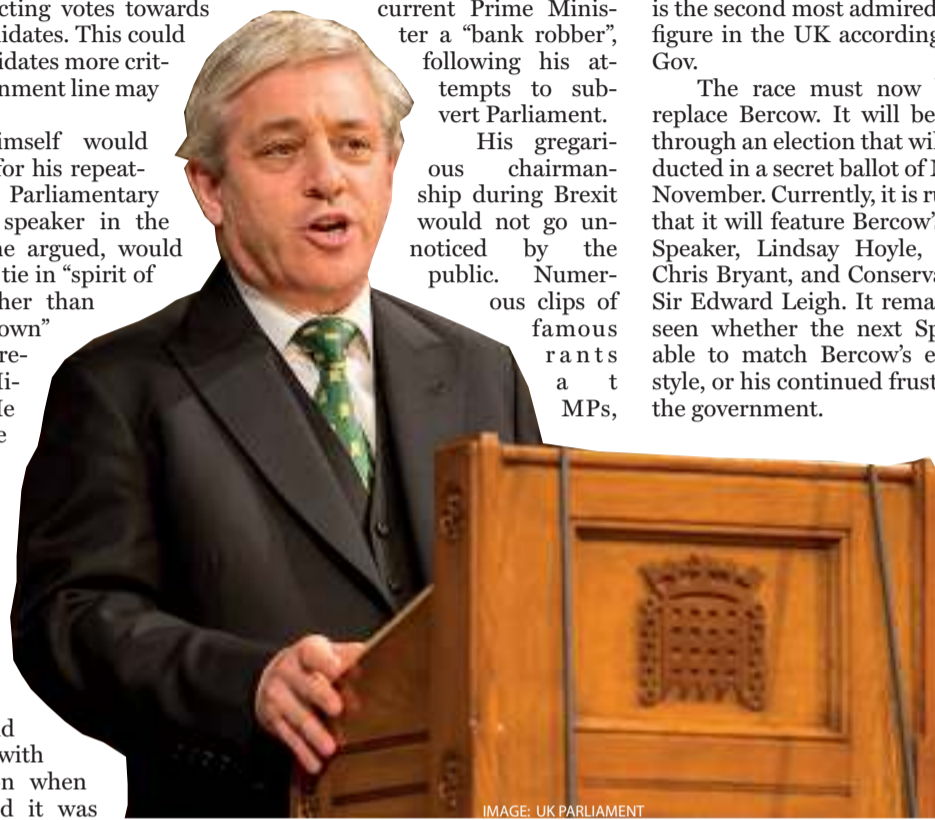 cting votes towards
idates. This could
idates more crit-
nment line may
imself would
for his repeat-
Parliamentary
speaker in the
ne argued, would
tie in “spirit of
her than
own”
re-
He
e
d
with
n when
d it was
current Prime Minis-
ter a “bank robber”,
following his at-
tempts to sub-
vert Parliament.
His gregari-
ous chairman-
ship during Brexit
would not go un-
noticed by the
public. Numer-
ous clips of
famous
rants
a t
MPs,
is the second most admired
figure in the UK according
Gov.
The race must now
replace Bercow. It will be
through an election that wil
ducted in a secret ballot of
November. Currently, it is ru
that it will feature Bercow’
Speaker, Lindsay Hoyle,
Chris Bryant, and Conserva
Sir Edward Leigh. It rema
seen whether the next Sp
able to match Bercow’s e
style, or his continued frust
the government.
IMAGE: UK PARLIAMENT